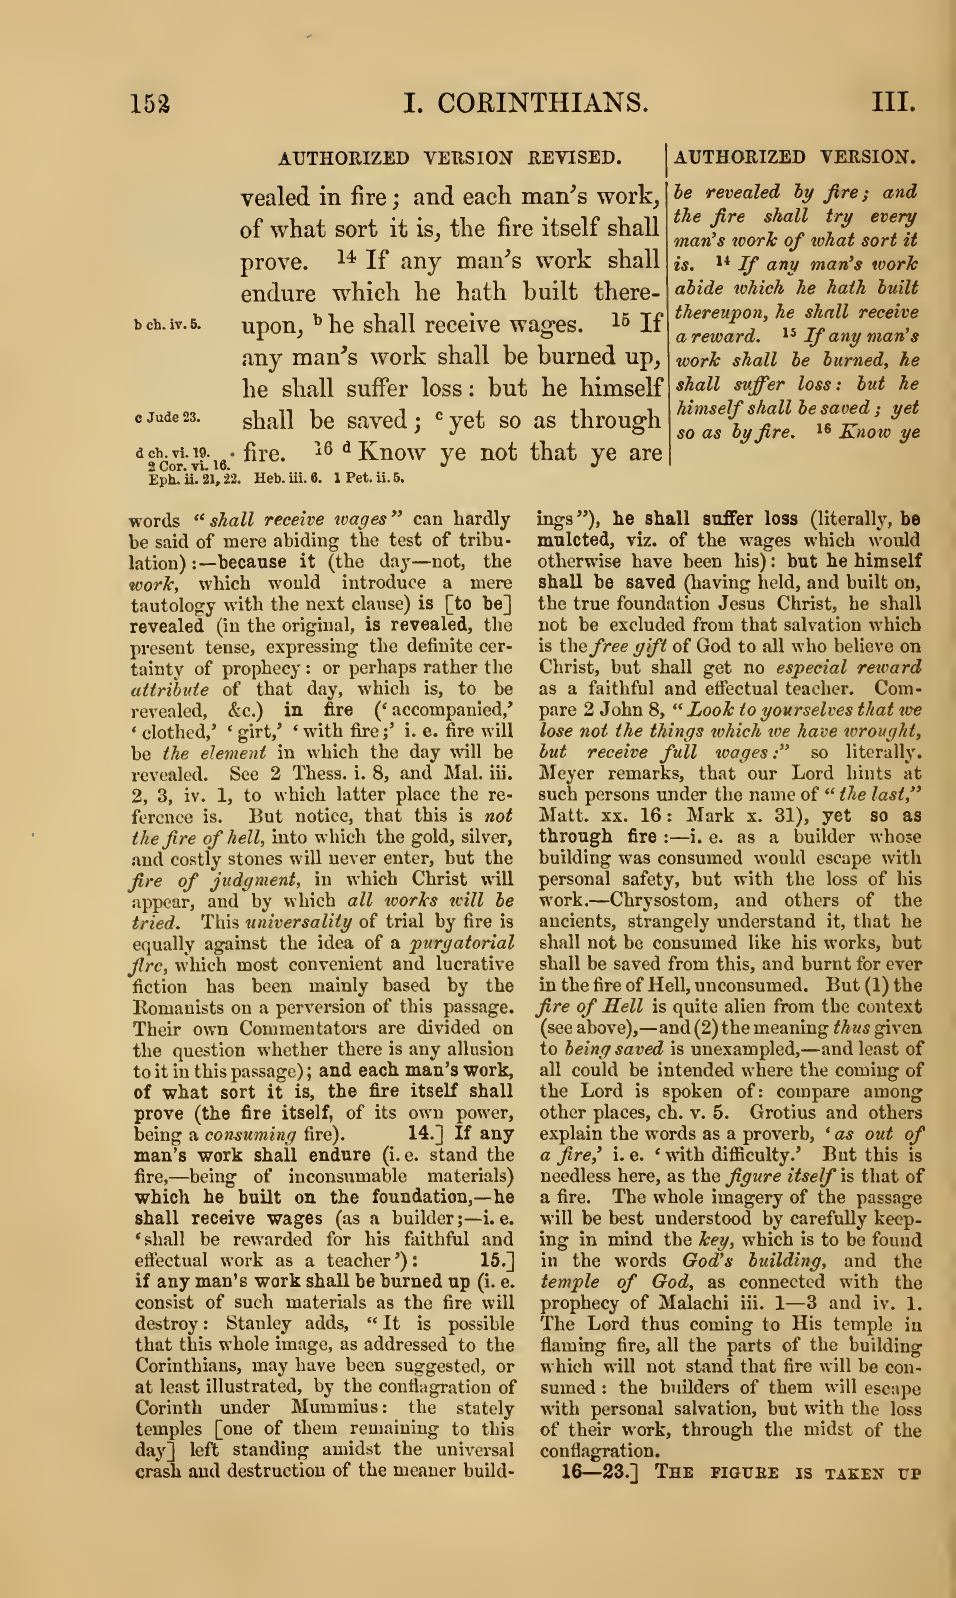 152 I. CORINTHIANS. III.
AUTHORIZED VERSION REVISED.
vealed in fire; and each man's work,
of what sort it is, the fire itself shall
prove. 14 If any man's work shall
endure which he hath built there-
b ch. iv. 5. upon, b he shall receive wages. 15 If
any man's work shall be burned up,
he shall suffer loss: but he himself
c Jude 23. shall be saved; c yet so as through
d ch. vi. 19. fire. 16 d Know ye not that ye are
2 Cor. vi. 16.
Eph. ii. 21, 22. Heb. iii. 6. 1 Pet. ii. 5.
AUTHORIZED VERSION.
be revealed by fire; and
the fire shall try every
man's work of what sort it
is. 14 If any man's work
abide which he hath built
thereupon, he shall receive
a reward. 15 If any man's
work shall be burned, he
shall suffer loss: but he
himself shall be saved; yet
so as by fire. 16 Know ye
words "shall receive wages" can hardly
be said of mere abiding the test of tribu-
lation):—because it (the day—not, the
work, which would introduce a mere
tautology with the next clause) is [to be]
revealed (in the original, is revealed, the
present tense, expressing the definite cer-
tainty of prophecy: or perhaps rather the
attribute of that day, which is, to be
revealed, &c.) in fire ('accompanied,'
'clothed,' 'girt,' 'with fire;' i. e. fire will
be the element in which the day will be
revealed. See 2 Thess. i. 8, and Mal. iii.
2, 3, iv. 1, to which latter place the re-
ference is. But notice, that this is not
the fire of hell, into which the gold, silver,
and costly stones will never enter, but the
fire of judgment, in which Christ will
appear, and by which all works will be
tried. This universality of trial by fire is
equally against the idea of a purgatorial
fire, which most convenient and lucrative
fiction has been mainly based by the
Romanists on a perversion of this passage.
Their own Commentators are divided on
the question whether there is any allusion
to it in this passage); and each man's work,
of what sort it is, the fire itself shall
prove (the fire itself, of its own power,
being a consuming fire). 14.] If any
man's work shall endure (i. e. stand the
fire,—being of inconsumable materials)
which he built on the foundation,—he
shall receive wages (as a builder;—i. e.
'shall be rewarded for his faithful and
effectual work as a teacher'): 15.]
if any man's work shall be burned up (i. e.
consist of such materials as the fire will
destroy: Stanley adds, "It is possible
that this whole image, as addressed to the
Corinthians, may have been suggested, or
at least illustrated, by the conflagration of
Corinth under Mummius: the stately
temples [one of them remaining to this
day] left standing amidst the universal
crash and destruction of the meaner build-
ings"), he shall suffer loss (literally, be
mulcted, viz. of the wages which would
otherwise have been his): but he himself
shall be saved (having held, and built on,
the true foundation Jesus Christ, he shall
not be excluded from that salvation which
is the free gift of God to all who believe on
Christ, but shall get no especial reward
as a faithful and effectual teacher. Com-
pare 2 John 8, "Look to yourselves that we
lose not the things which we have wrought,
but receive full wages:" so literally.
Meyer remarks, that our Lord hints at
such persons under the name of "the last,"
Matt. xx. 16: Mark x. 31), yet so as
through fire:—i. e. as a builder whose
building was consumed would escape with
personal safety, but with the loss of his
work.—Chrysostom, and others of the
ancients, strangely understand it, that he
shall not be consumed like his works, but
shall be saved from this, and burnt for ever
in the fire of Hell, unconsumed. But (1) the
fire of Hell is quite alien from the context
(see above),—and (2) the meaning thus given
to being saved is unexampled,—and least of
all could be intended where the coming of
the Lord is spoken of: compare among
other places, ch. v. 5. Grotius and others
explain the words as a proverb, 'as out of
a fire,' i. e. 'with difficulty.' But this is
needless here, as the figure itself is that of
a fire. The whole imagery of the passage
will be best understood by carefully keep-
ing in mind the key, which is to be found
in the words God's building, and the
temple of God, as connected with the
prophecy of Malachi iii. 1—3 and iv. 1.
The Lord thus coming to His temple in
flaming fire, all the parts of the building
which will not stand that fire will be con-
sumed: the builders of them will escape
with personal salvation, but with the loss
of their work, through the midst of the
conflagration.
16—23.] THE FIGURE IS TAKEN UP